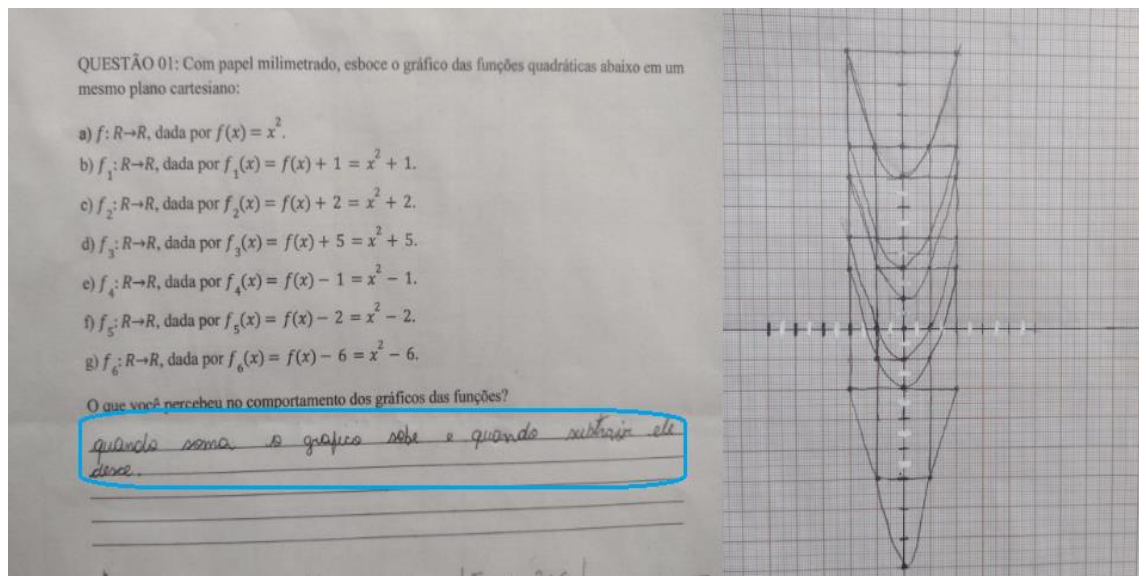 QUESTÃO 01: Com papel milimetrado, esboce o gráfico das funções quadráticas abaixo em um
mesmo plano cartesiano:
a) f: R→R, dada por f(x) = x².
b) f₁: R→R, dada por f₁(x) = f(x) + 1 = x² + 1.
c) f₂: R→R, dada por f₂(x) = f(x) + 2 = x² + 2.
d) f₃: R→R, dada por f₃(x) = f(x) + 5 = x² + 5.
e) f₄: R→R, dada por f₄(x) = f(x) − 1 = x² − 1.
f) f₅: R→R, dada por f₅(x) = f(x) − 2 = x² − 2.
g) f₆: R→R, dada por f₆(x) = f(x) − 6 = x² − 6.
O que você percebeu no comportamento dos gráficos das funções?
quando soma o grafico sobe e quando subtrair ele
desce.